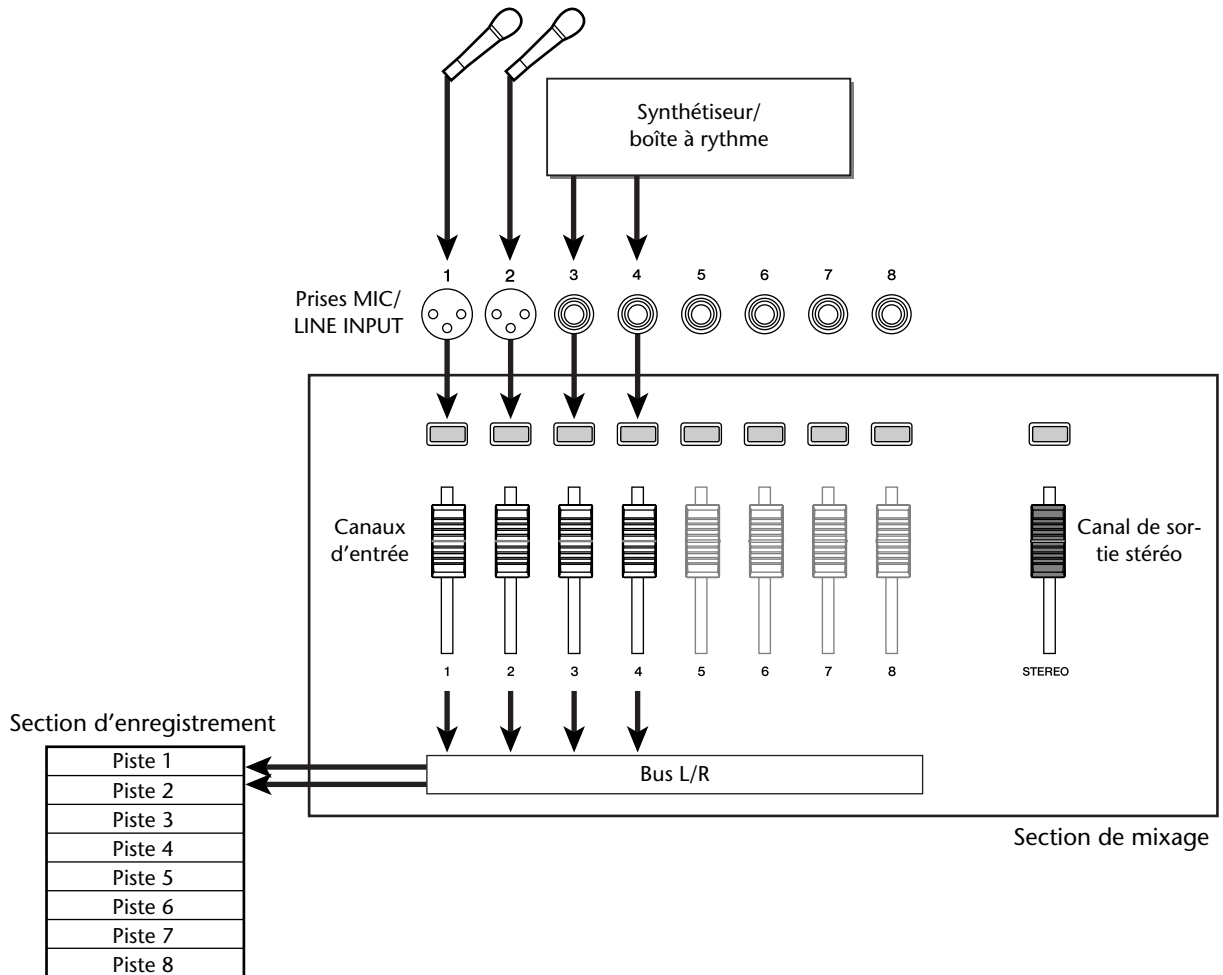 Synthétiseur/
boîte à rythme
1 2 3 4 5 6 7 8
Prises MIC/
LINE INPUT
Canaux
d'entrée
Canal de sor-
tie stéréo
1 2 3 4 5 6 7 8 STEREO
Section d'enregistrement
Piste 1
Piste 2
Piste 3
Piste 4
Piste 5
Piste 6
Piste 7
Piste 8
Bus L/R
Section de mixage